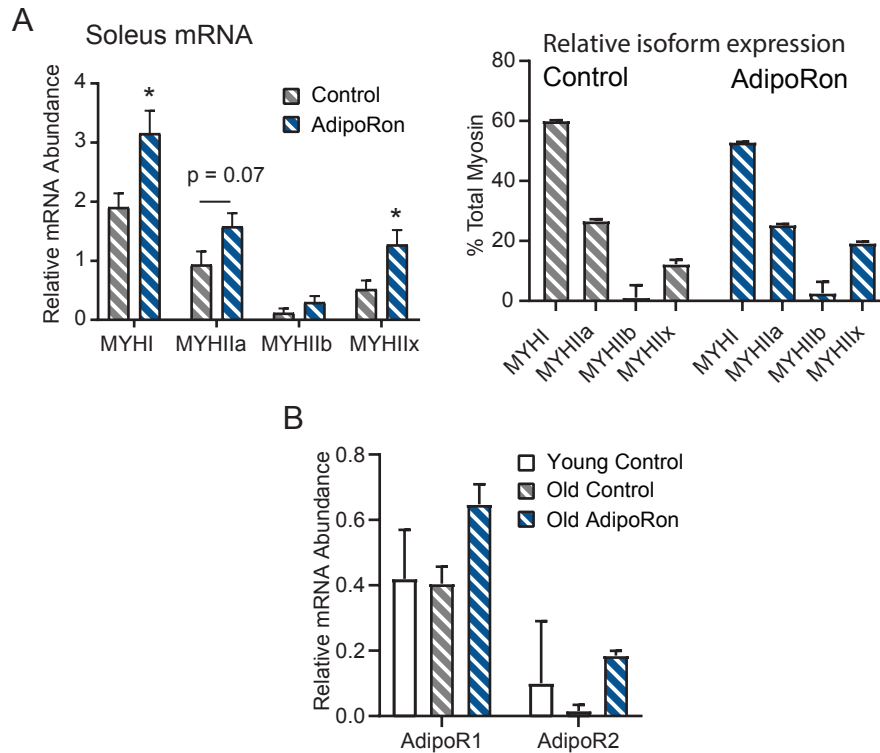 A
Soleus mRNA
Relative mRNA Abundance
4
3
2
1
0
*
p = 0.07
*
Control
AdipoRon
MYHI
MYHIIa
MYHIIb
MYHIIx
Relative isoform expression
Control
AdipoRon
% Total Myosin
80
60
40
20
0
MYHI
MYHIIa
MYHIIb
MYHIIx
MYHI
MYHIIa
MYHIIb
MYHIIx
B
Relative mRNA Abundance
0.8
0.6
0.4
0.2
0.0
Young Control
Old Control
Old AdipoRon
AdipoR1
AdipoR2